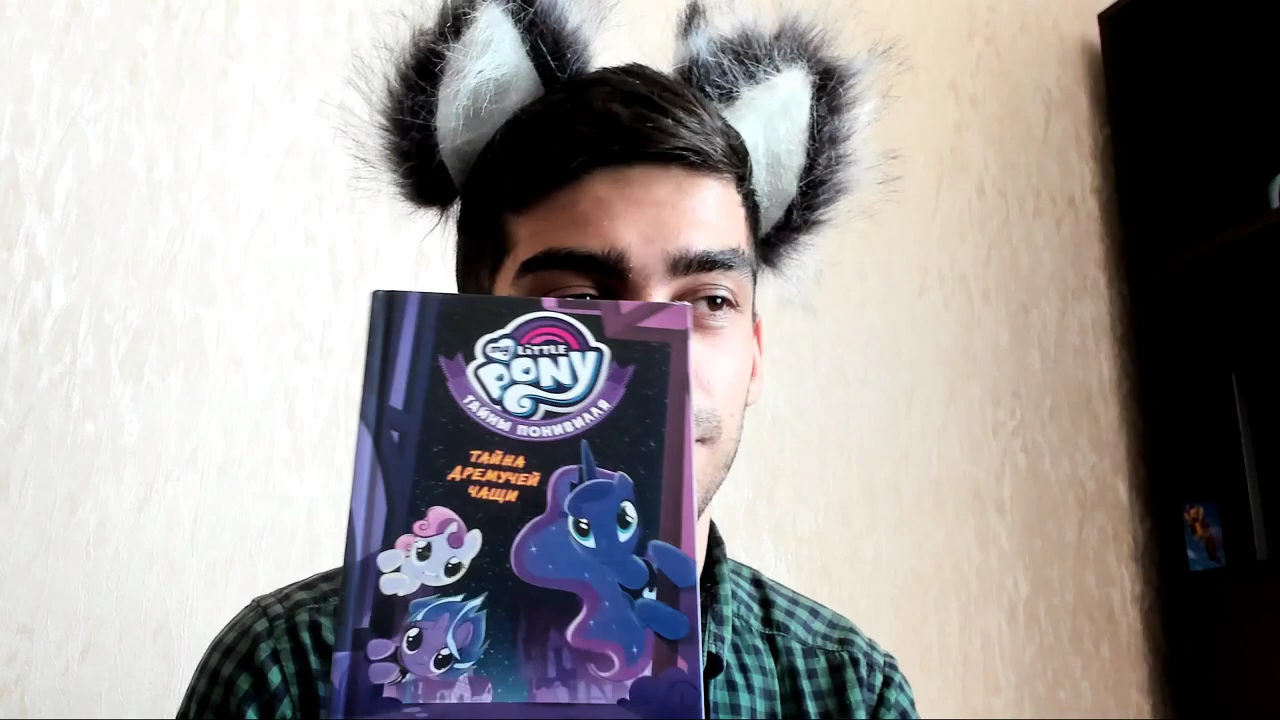 MY LITTLE
PONY
ТАЙНЫ ПОНИВИЛЛЯ
ТАЙНА
ДРЕМУЧЕЙ
ЧАЩИ